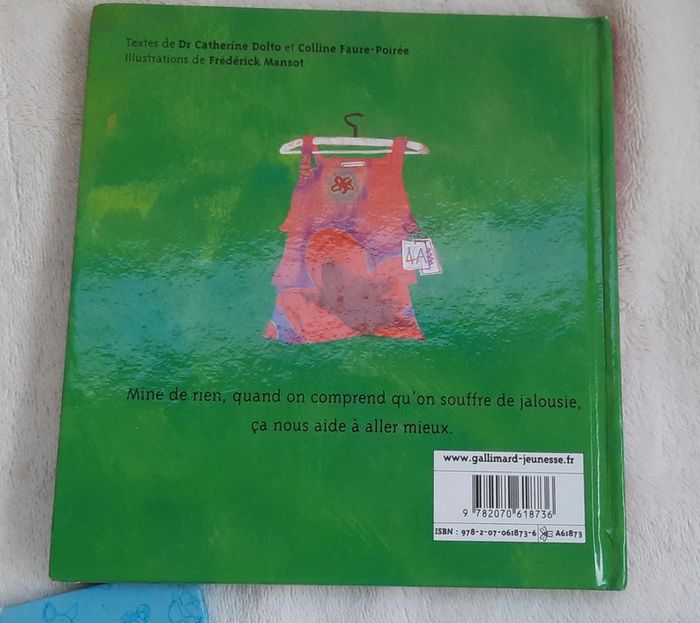 Textes de Dr Catherine Dolto et Colline Faure-Poirée
Illustrations de Frédérick Mansot
4A
Mine de rien, quand on comprend qu'on souffre de jalousie,
ça nous aide à aller mieux.
www.gallimard-jeunesse.fr
9 782070 618736
ISBN : 978-2-07-061873-6 A61873